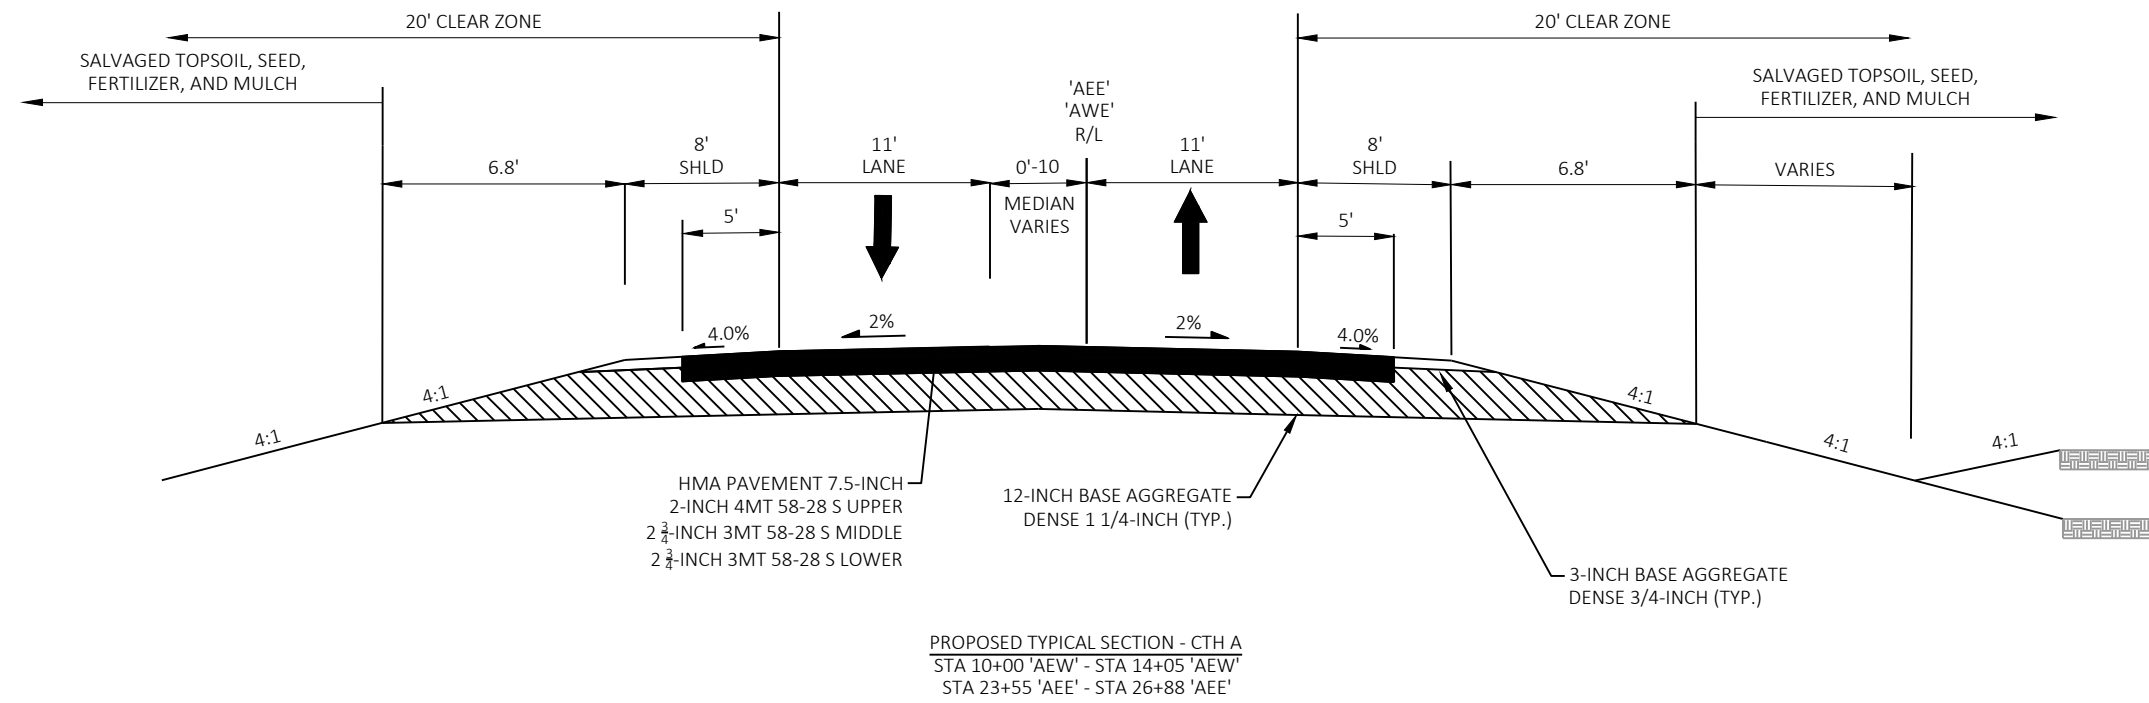 20' CLEAR ZONE
20' CLEAR ZONE
SALVAGED TOPSOIL, SEED,
FERTILIZER, AND MULCH
SALVAGED TOPSOIL, SEED,
FERTILIZER, AND MULCH
'AEE'
'AWE'
R/L
6.8'
8'
SHLD
11'
LANE
0'-10
MEDIAN
VARIES
11'
LANE
8'
SHLD
6.8'
VARIES
5'
5'
4.0%
2%
2%
4.0%
4:1
4:1
4:1
4:1
4:1
HMA PAVEMENT 7.5-INCH
2-INCH 4MT 58-28 S UPPER
2 3/4-INCH 3MT 58-28 S MIDDLE
2 3/4-INCH 3MT 58-28 S LOWER
12-INCH BASE AGGREGATE
DENSE 1 1/4-INCH (TYP.)
3-INCH BASE AGGREGATE
DENSE 3/4-INCH (TYP.)
PROPOSED TYPICAL SECTION - CTH A
STA 10+00 'AEW' - STA 14+05 'AEW'
STA 23+55 'AEE' - STA 26+88 'AEE'